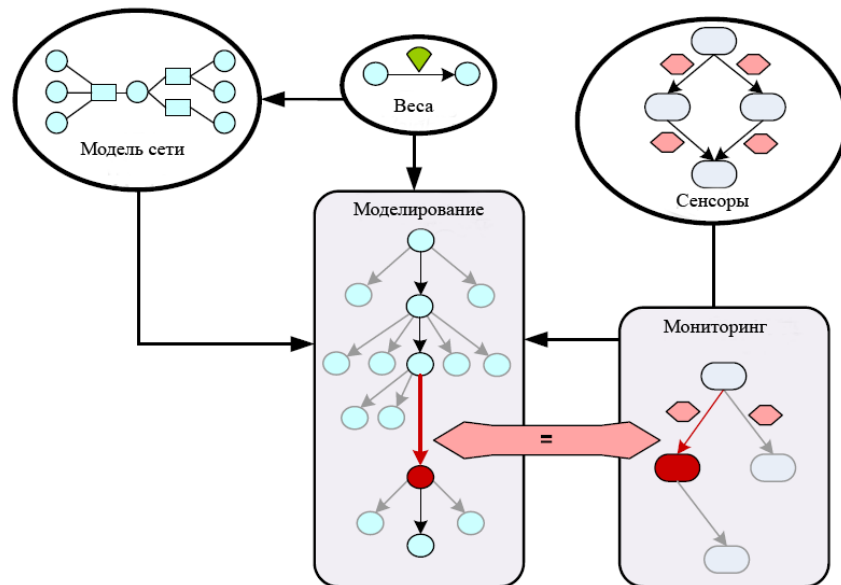 Модель сети
Веса
Сенсоры
Моделирование
Мониторинг
=